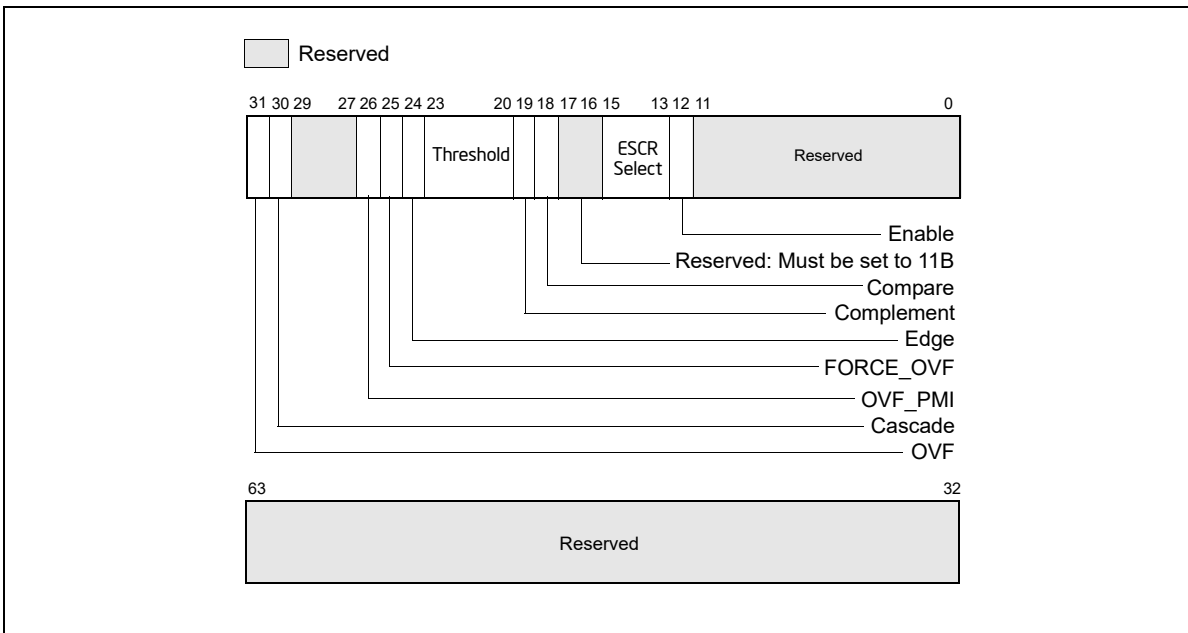 Reserved
31 30 29 27 26 25 24 23 20 19 18 17 16 15 13 12 11 0
Threshold ESCR Select Reserved
Enable
Reserved: Must be set to 11B
Compare
Complement
Edge
FORCE_OVF
OVF_PMI
Cascade
OVF
63 32
Reserved